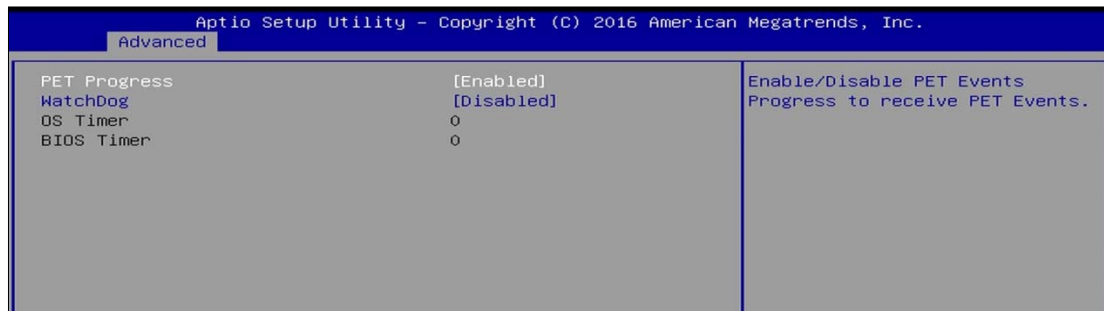 Aptio Setup Utility – Copyright (C) 2016 American Megatrends, Inc.
Advanced
PET Progress [Enabled]
WatchDog [Disabled]
OS Timer 0
BIOS Timer 0
Enable/Disable PET Events
Progress to receive PET Events.